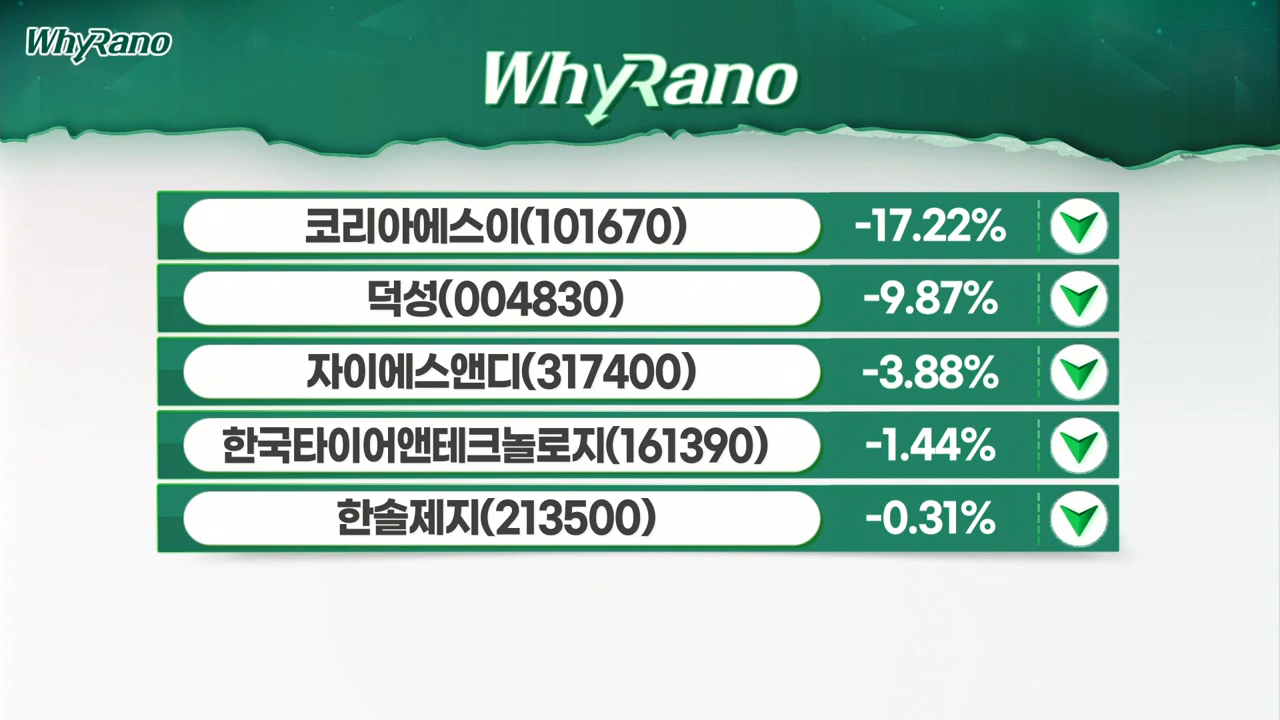 WhyRano
WhyRano
코리아에스이(101670) -17.22%
덕성(004830) -9.87%
자이에스앤디(317400) -3.88%
한국타이어앤테크놀로지(161390) -1.44%
한솔제지(213500) -0.31%